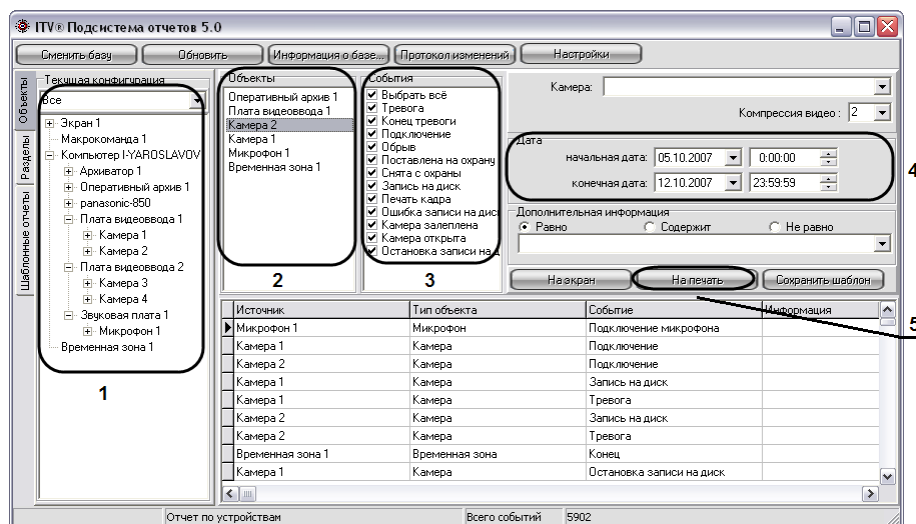 ITV® Подсистема отчетов 5.0
Сменить базу Обновить Информация о базе... Протокол изменений Настройки
Объекты
Разделы
Шаблонные отчеты
Текущая конфигурация
Все
Экран 1
Макрокоманда 1
Компьютер I-YAROSLAVOV
Архиватор 1
Оперативный архив 1
panasonic-850
Плата видеоввода 1
Камера 1
Камера 2
Плата видеоввода 2
Камера 3
Камера 4
Звуковая плата 1
Микрофон 1
Временная зона 1
1
Объекты
Оперативный архив 1
Плата видеоввода 1
Камера 2
Камера 1
Микрофон 1
Временная зона 1
2
События
Выбрать всё
Тревога
Конец тревоги
Подключение
Обрыв
Поставлена на охрану
Снята с охраны
Запись на диск
Печать кадра
Ошибка записи на дис
Камера залеплена
Камера открыта
Остановка записи на д
3
Камера:
Компрессия видео: 2
Дата
начальная дата: 05.10.2007 0:00:00
конечная дата: 12.10.2007 23:59:59
4
Дополнительная информация
Равно Содержит Не равно
На экран На печать Сохранить шаблон
5
Источник Тип объекта Событие Информация
Микрофон 1 Микрофон Подключение микрофона
Камера 1 Камера Подключение
Камера 2 Камера Подключение
Камера 1 Камера Запись на диск
Камера 1 Камера Тревога
Камера 2 Камера Запись на диск
Камера 2 Камера Тревога
Временная зона 1 Временная зона Конец
Камера 1 Камера Остановка записи на диск
Отчет по устройствам Всего событий 5902